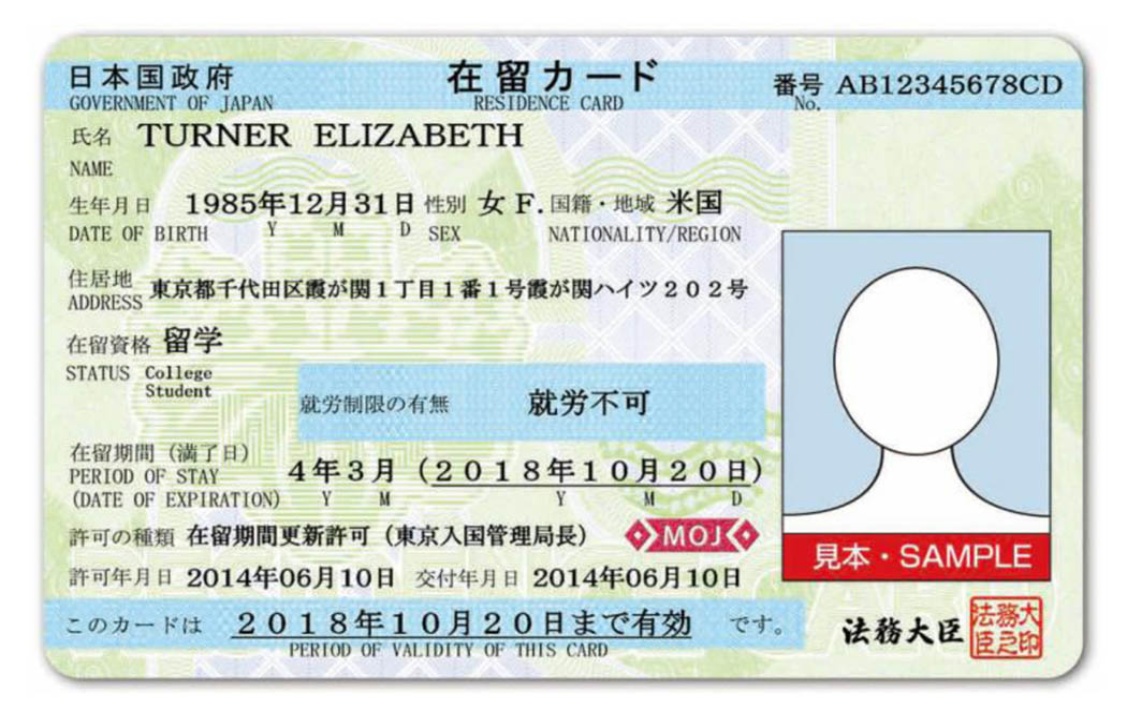 日本国政府 在留カード 番号 AB12345678CD
GOVERNMENT OF JAPAN RESIDENCE CARD No.
氏名 TURNER ELIZABETH
NAME
生年月日 1985年12月31日 性別 女 F. 国籍・地域 米国
DATE OF BIRTH Y M D SEX NATIONALITY/REGION
住居地 東京都千代田区霞が関1丁目1番1号霞が関ハイツ202号
ADDRESS
在留資格 留学
STATUS College
Student
就労制限の有無 就労不可
在留期間(満了日) 4年3月(2018年10月20日)
PERIOD OF STAY
(DATE OF EXPIRATION) Y M Y M D
許可の種類 在留期間更新許可(東京入国管理局長) MOJ
見本・SAMPLE
許可年月日 2014年06月10日 交付年月日 2014年06月10日
このカードは 2018年10月20日まで有効 です。
PERIOD OF VALIDITY OF THIS CARD
法務大臣 法務大臣之印